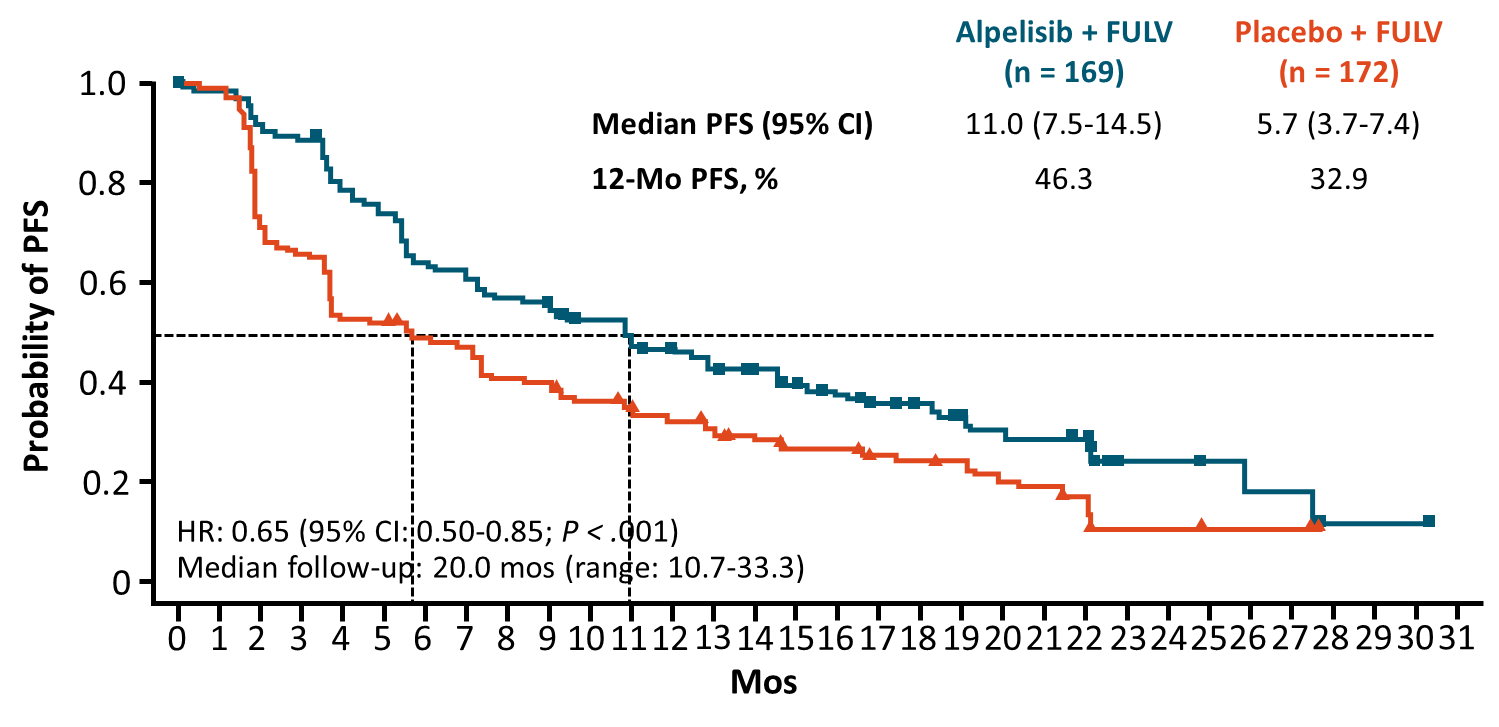 Alpelisib + FULV
(n = 169)
Placebo + FULV
(n = 172)
Median PFS (95% CI) 11.0 (7.5-14.5) 5.7 (3.7-7.4)
12-Mo PFS, % 46.3 32.9
Probability of PFS
1.0
0.8
0.6
0.4
0.2
0
HR: 0.65 (95% CI: 0.50-0.85; P < .001)
Median follow-up: 20.0 mos (range: 10.7-33.3)
0 1 2 3 4 5 6 7 8 9 10 11 12 13 14 15 16 17 18 19 20 21 22 23 24 25 26 27 28 29 30 31
Mos